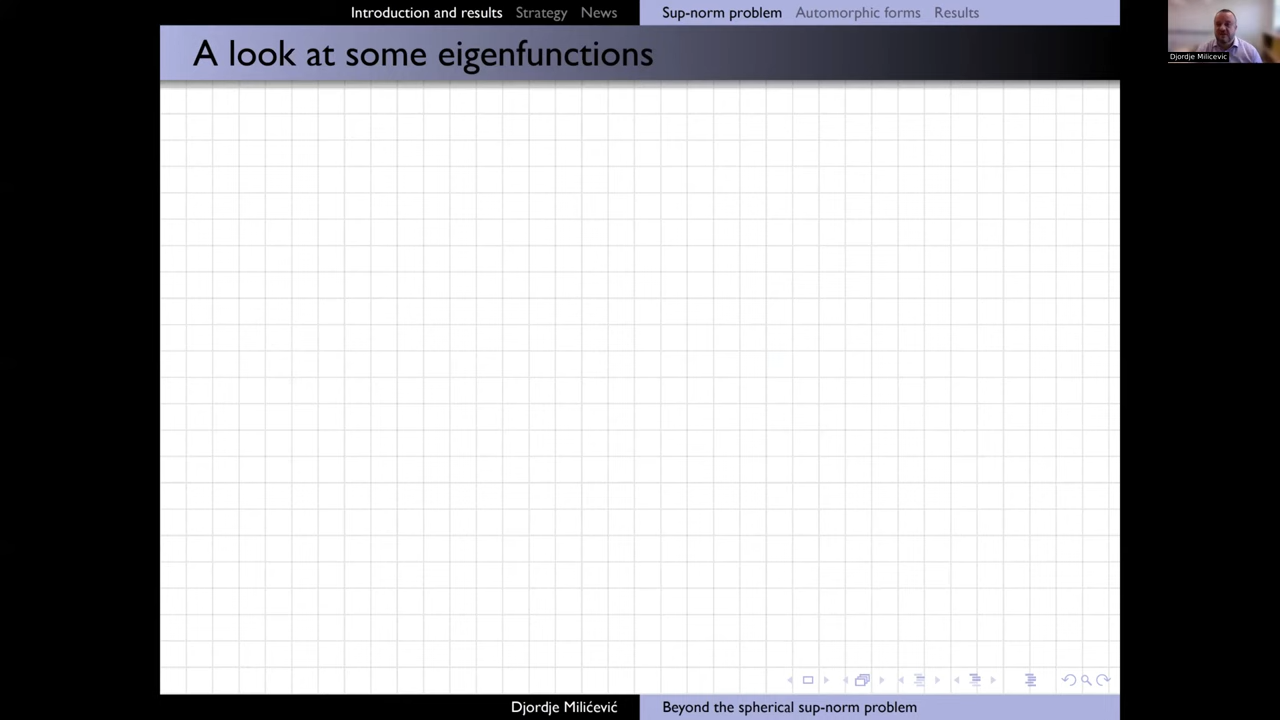 Introduction and results Strategy News
Sup-norm problem Automorphic forms Results
A look at some eigenfunctions
Djordje Milicevic
Djordje Milićević
Beyond the spherical sup-norm problem